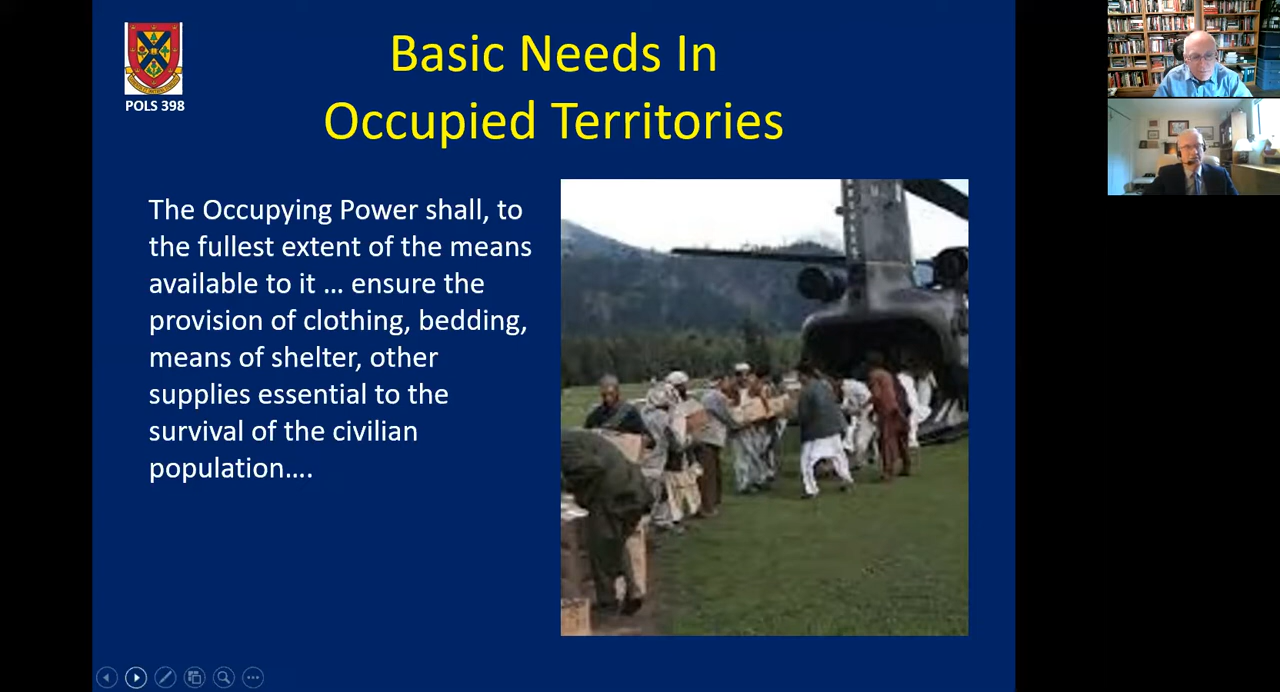 Basic Needs In
Occupied Territories
POLS 398
The Occupying Power shall, to
the fullest extent of the means
available to it ... ensure the
provision of clothing, bedding,
means of shelter, other
supplies essential to the
survival of the civilian
population....